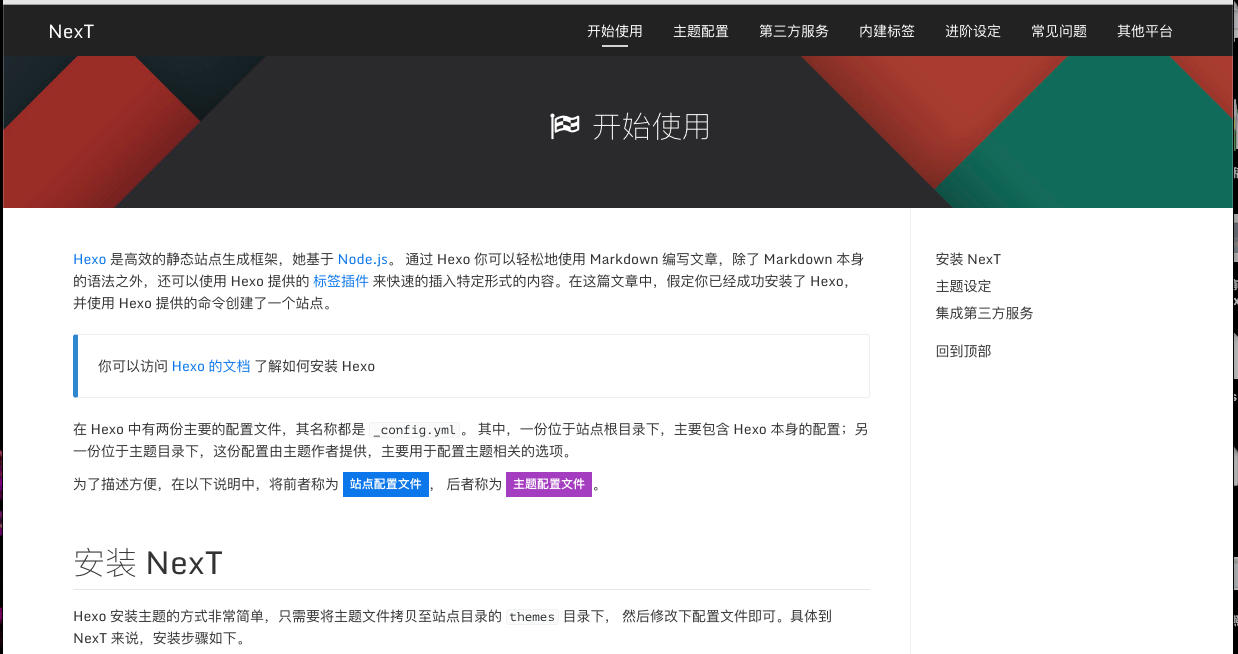 NexT
开始使用
主题配置
第三方服务
内建标签
进阶设定
常见问题
其他平台
开始使用
Hexo 是高效的静态站点生成框架，她基于 Node.js。 通过 Hexo 你可以轻松地使用 Markdown 编写文章，除了 Markdown 本身
的语法之外，还可以使用 Hexo 提供的 标签插件 来快速的插入特定形式的内容。在这篇文章中，假定你已经成功安装了 Hexo，
并使用 Hexo 提供的命令创建了一个站点。
你可以访问 Hexo 的文档 了解如何安装 Hexo
在 Hexo 中有两份主要的配置文件，其名称都是 _config.yml。 其中，一份位于站点根目录下，主要包含 Hexo 本身的配置；另
一份位于主题目录下，这份配置由主题作者提供，主要用于配置主题相关的选项。
为了描述方便，在以下说明中，将前者称为 站点配置文件， 后者称为 主题配置文件。
安装 NexT
Hexo 安装主题的方式非常简单，只需要将主题文件拷贝至站点目录的 themes 目录下， 然后修改下配置文件即可。具体到
NexT 来说，安装步骤如下。
安装 NexT
主题设定
集成第三方服务
回到顶部